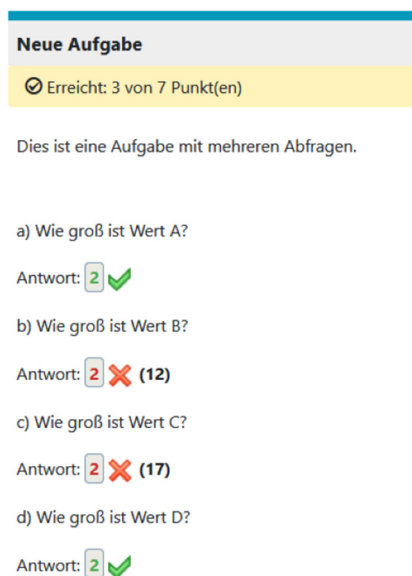 Neue Aufgabe
Erreicht: 3 von 7 Punkt(en)
Dies ist eine Aufgabe mit mehreren Abfragen.
a) Wie groß ist Wert A?
Antwort: 2
b) Wie groß ist Wert B?
Antwort: 2 (12)
c) Wie groß ist Wert C?
Antwort: 2 (17)
d) Wie groß ist Wert D?
Antwort: 2